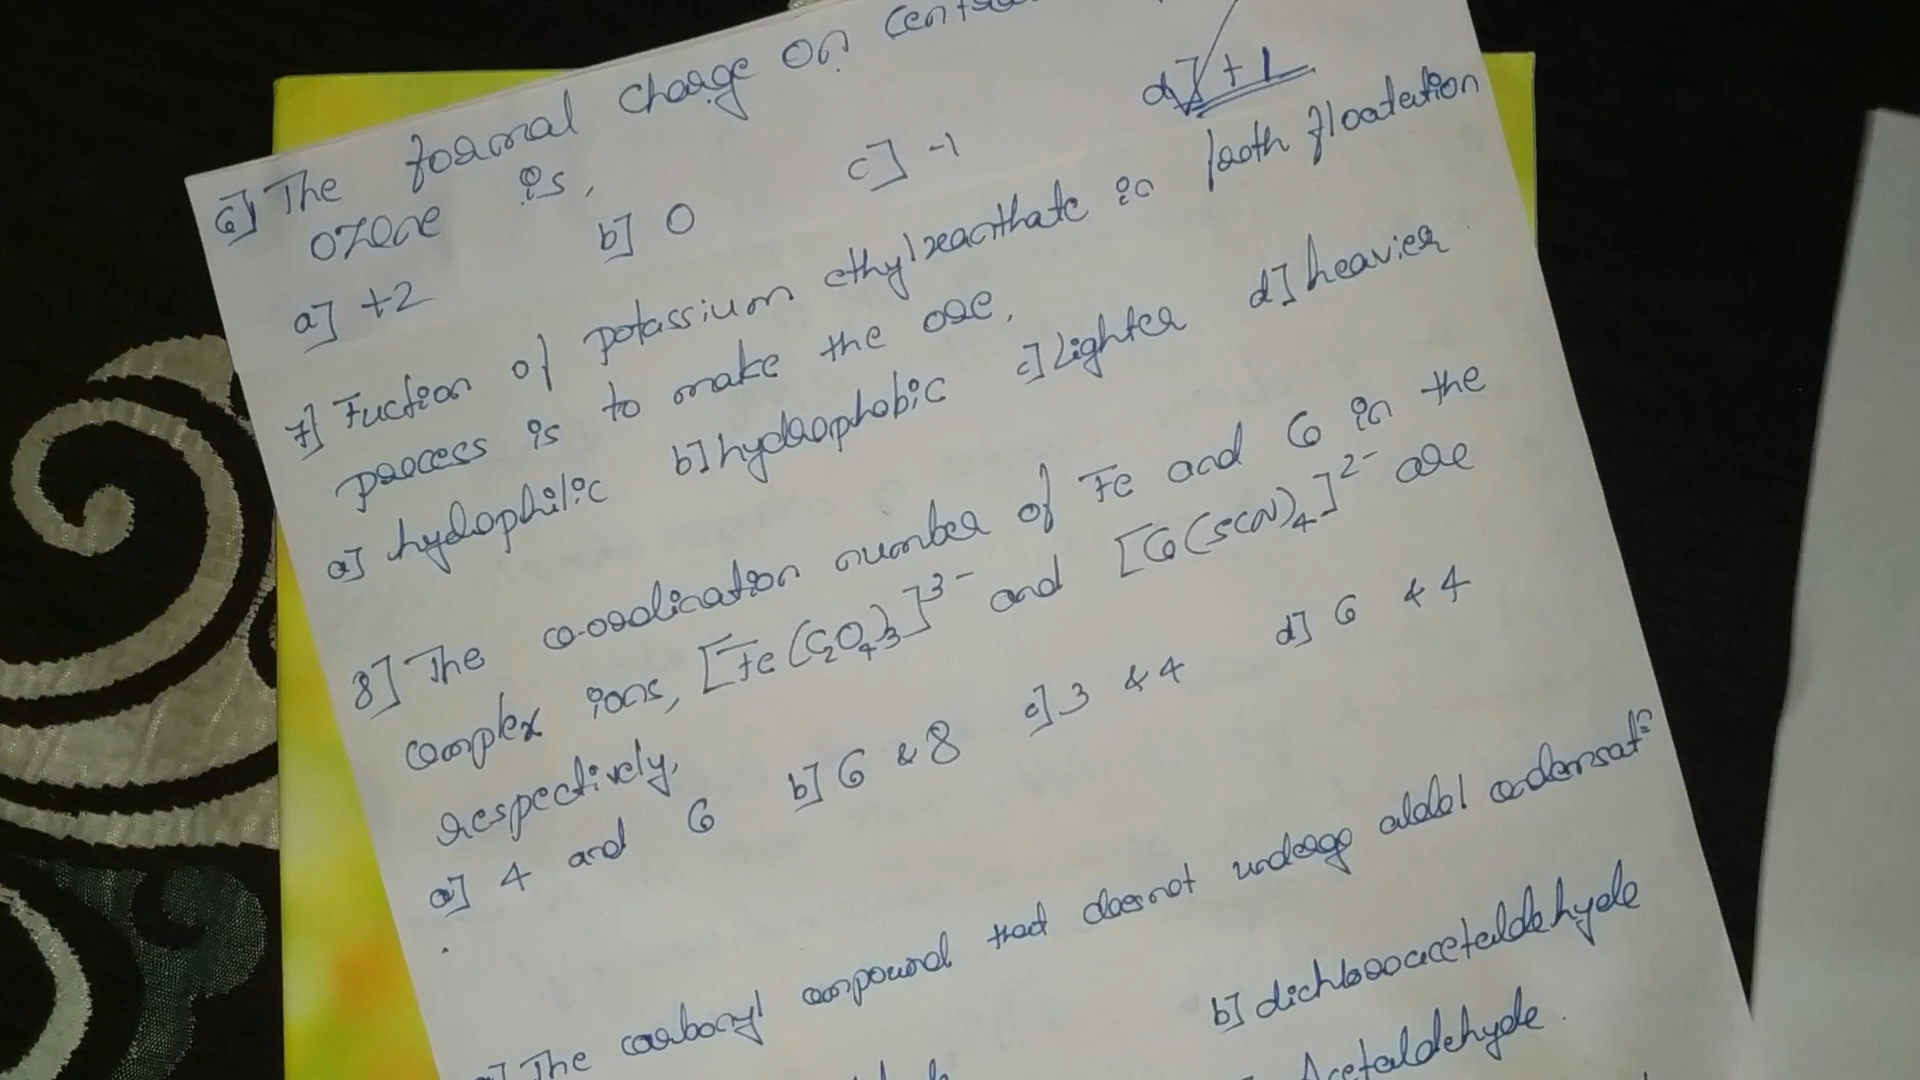 6] The formal charge on
ozone is,
a] +2 b] 0 c] -1 d] +1
7] Fuction of potassium ethylxanthate in froth floatation
process is to make the ore,
a] hydophilic b] hydrophobic c] Lighter d] heavier
8] The co-ordination number of Fe and Co in the
complex ions, [Fe(C₂O₄)₃]³⁻ and [Co(SCN)₄]²⁻ are
respectively,
a] 4 and 6 b] 6 & 8 c] 3 & 4 d] 6 & 4
The carbonyl compound that doesnot undergo aldol
b] dichloroacetaldehyde
Acetaldehyde.